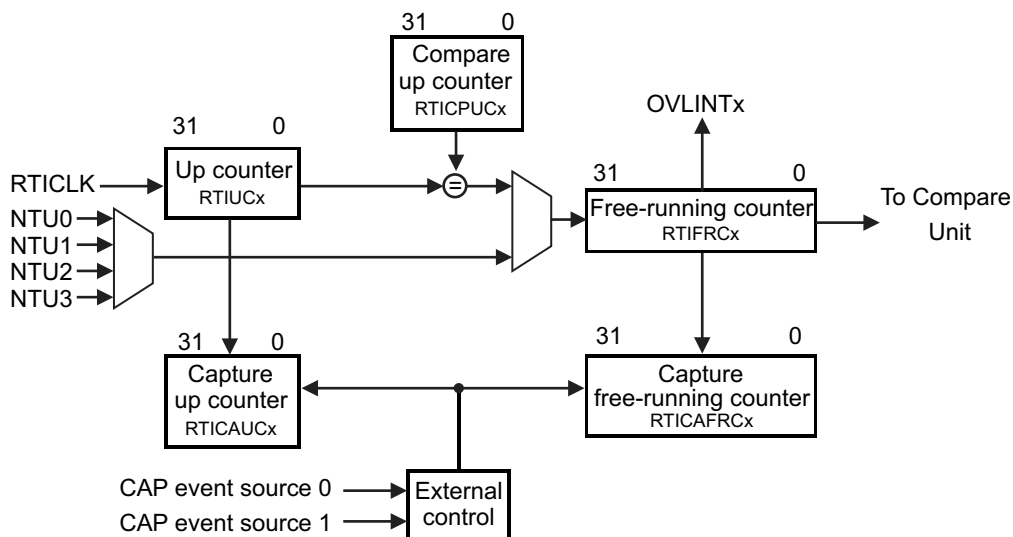 31 0
Compare
up counter
RTICPUCx
OVLINTx
31 0
Up counter
RTIUCx
RTICLK
=
31 0
Free-running counter
RTIFRCx
To Compare
Unit
NTU0
NTU1
NTU2
NTU3
31 0
Capture
up counter
RTICAUCx
31 0
Capture
free-running counter
RTICAFRCx
CAP event source 0
CAP event source 1
External
control